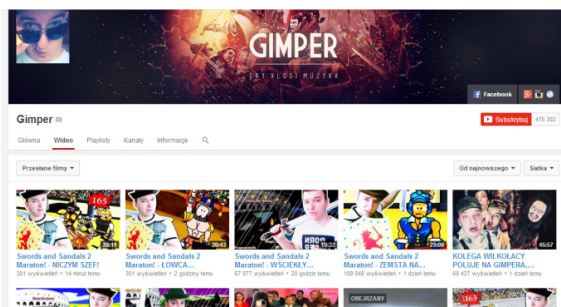 GIMPER
GRY VLOGI MUZYKA
Facebook
Gimper
Subskrybuj 475 302
Główna Wideo Playlisty Kanały Informacje
Przesłane filmy Od najnowszego Siatka
165
20:11 20:43 19:32 29:08 45:57
Swords and Sandals 2 Maraton! - NICZYM SZEF!
301 wyświetleń • 14 minut temu
Swords and Sandals 2 Maraton! - ŁOWCA...
301 wyświetleń • 2 godziny temu
Swords and Sandals 2 Maraton! - WŚCIEKŁY...
67 877 wyświetleń • 20 godzin temu
Swords and Sandals 2 Maraton! - ZEMSTA NA...
109 040 wyświetleń • 1 dzień temu
KOLEGA WILKOŁACY POLUJE NA GIMPERA,...
68 427 wyświetleń • 1 dzień temu
OBEJRZANY
163